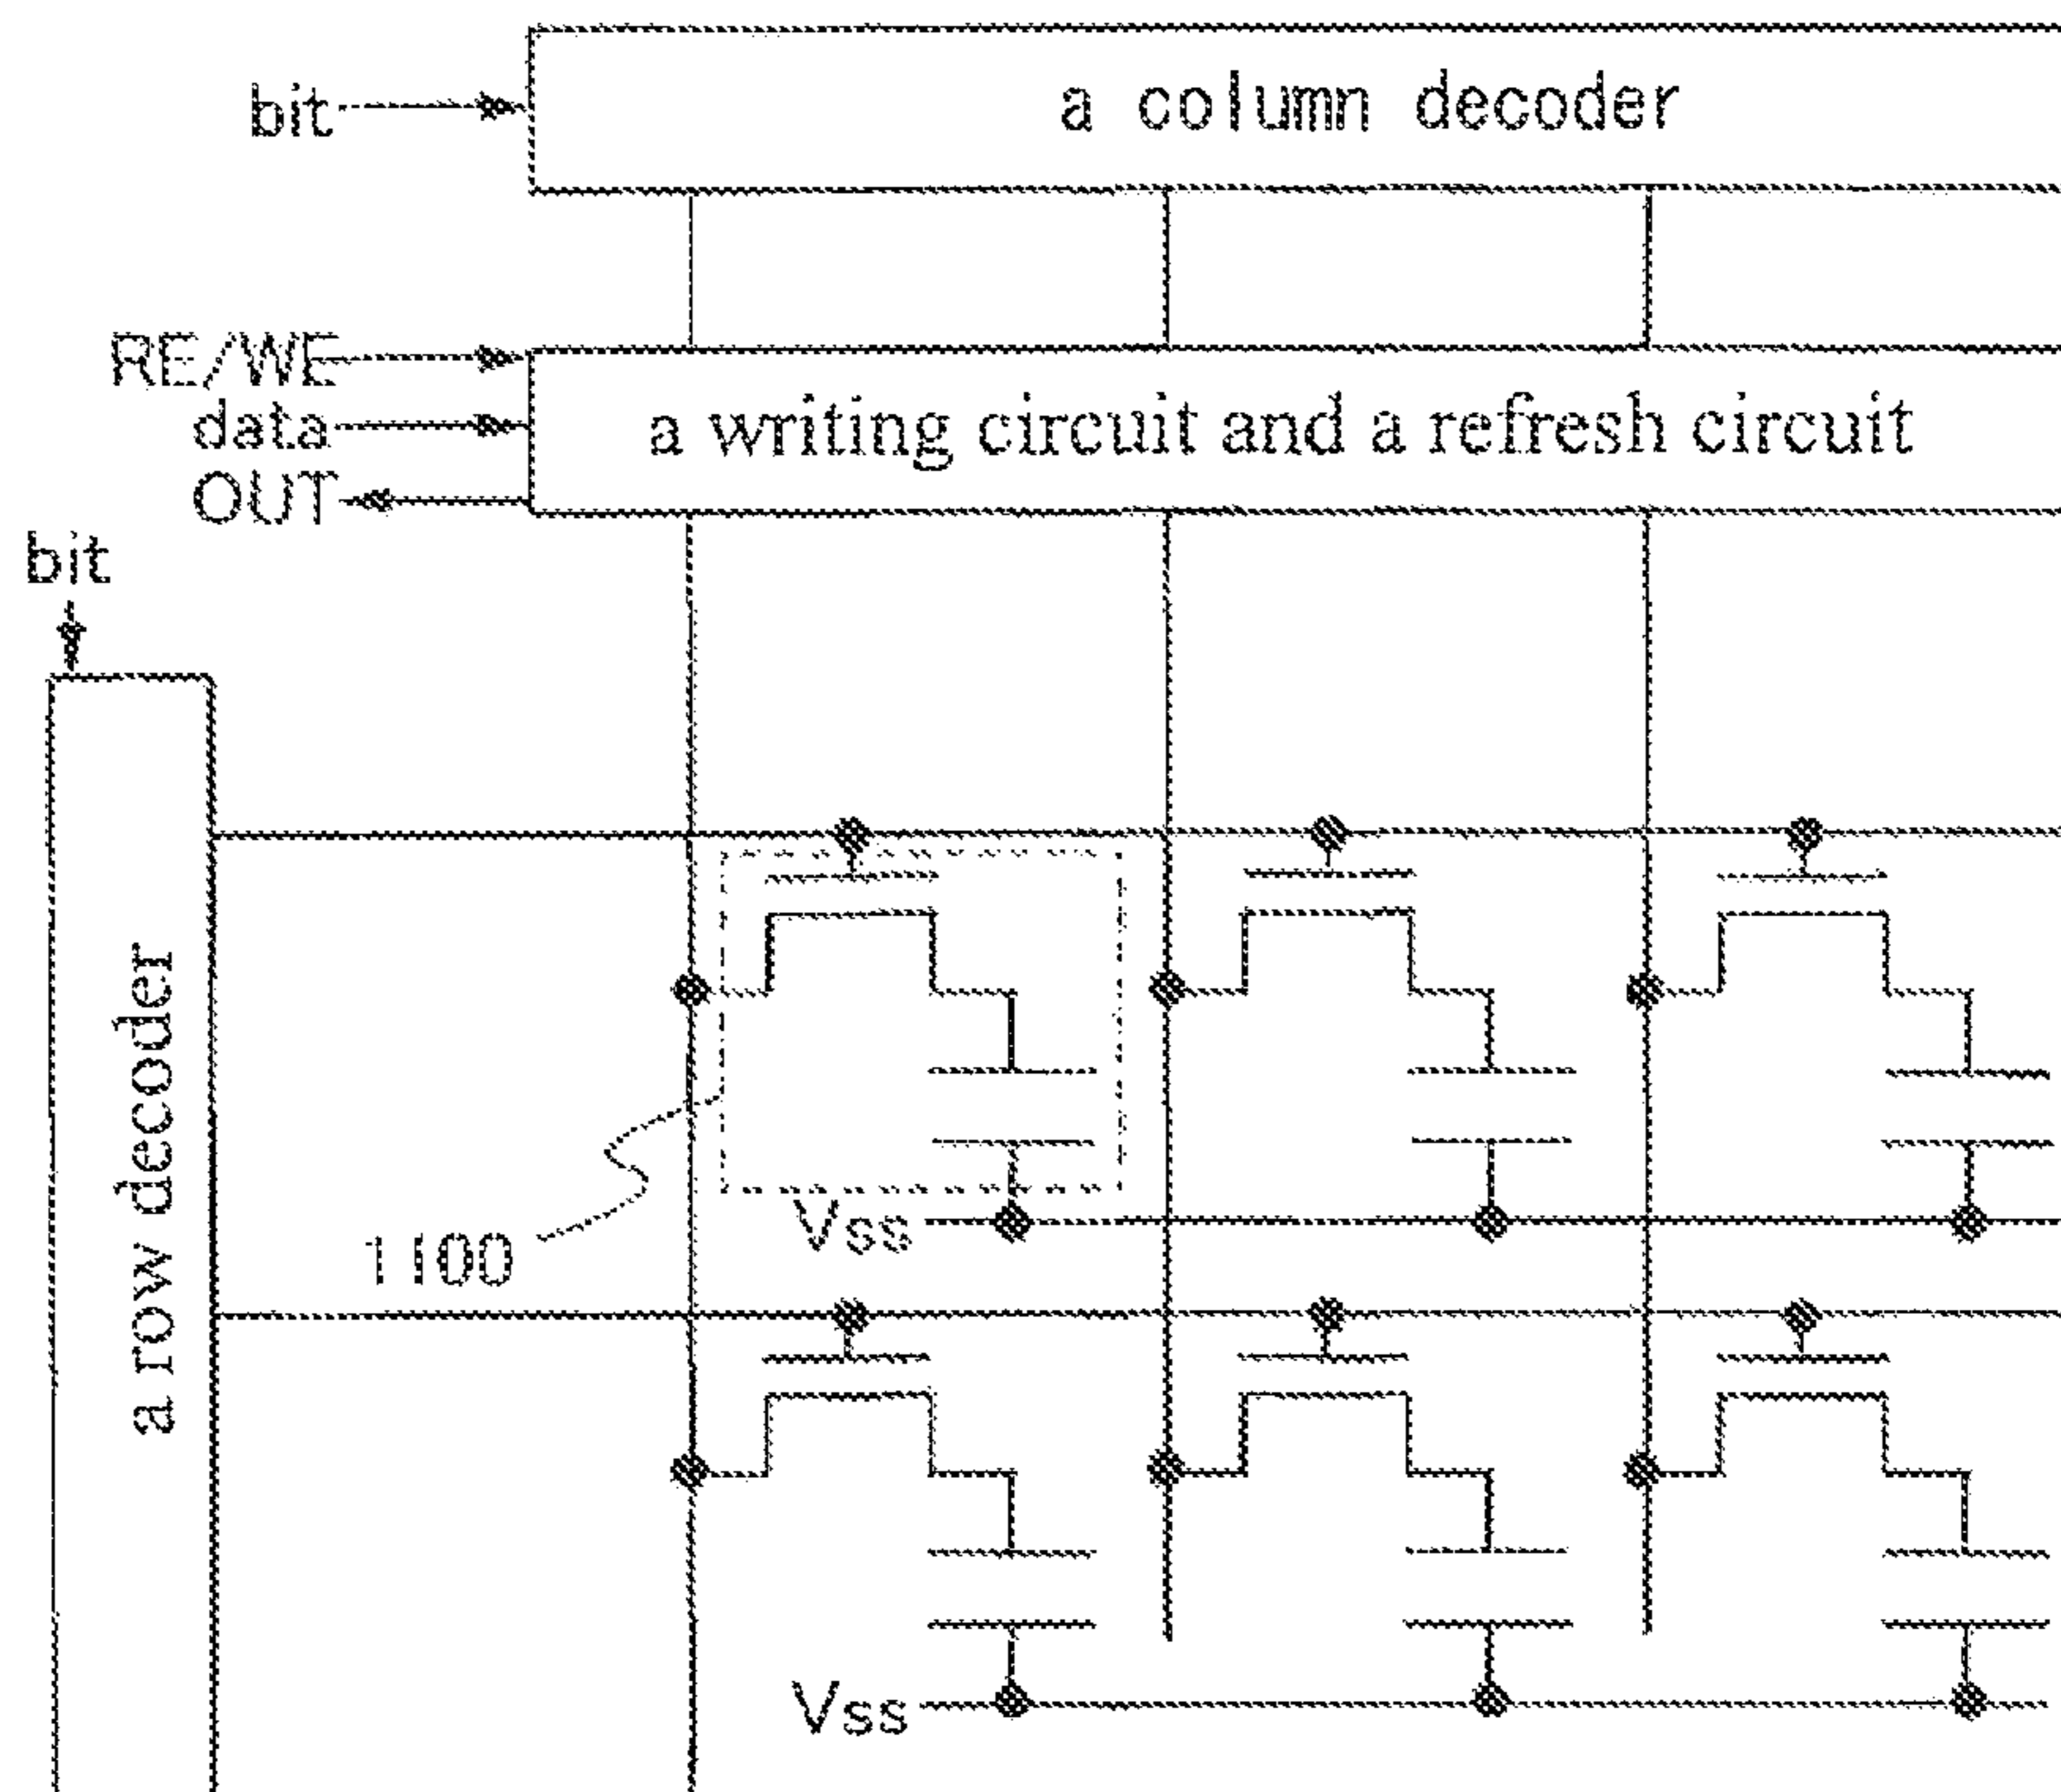 bit
a column decoder
RE/WE
data
OUT
a writing circuit and a refresh circuit
bit
a row decoder
1100
Vss
Vss